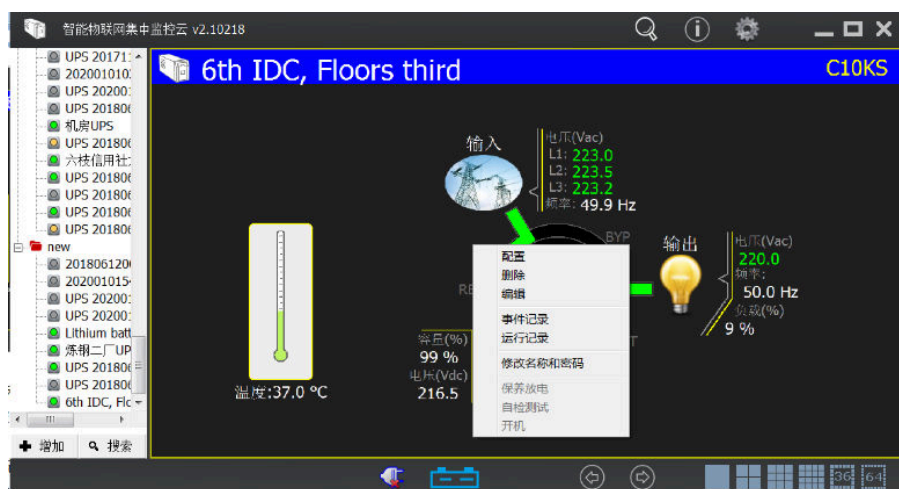 智能物联网集中监控云 v2.10218
UPS 20171
202001010
UPS 20200
UPS 20180
机房UPS
UPS 20180
六枝信用社
UPS 20180
UPS 20180
UPS 20180
UPS 20180
new
201806120
202001015
UPS 20200
UPS 20200
Lithium batt
炼钢二厂UP
UPS 20180
UPS 20180
6th IDC, Flo
增加
搜索
6th IDC, Floors third
C10KS
输入
电压(Vac)
L1: 223.0
L2: 223.5
L3: 223.2
频率: 49.9 Hz
BYP
RE
输出
电压(Vac)
220.0
频率:
50.0 Hz
负载(%)
9 %
容量(%)
99 %
电压(Vdc)
216.5
温度:37.0 ℃
配置
删除
编辑
事件记录
运行记录
修改名称和密码
保养放电
自检测试
开机
T
36
64